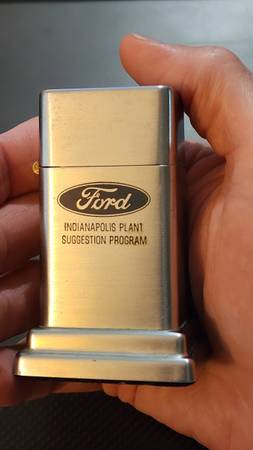 Ford
INDIANAPOLIS PLANT
SUGGESTION PROGRAM